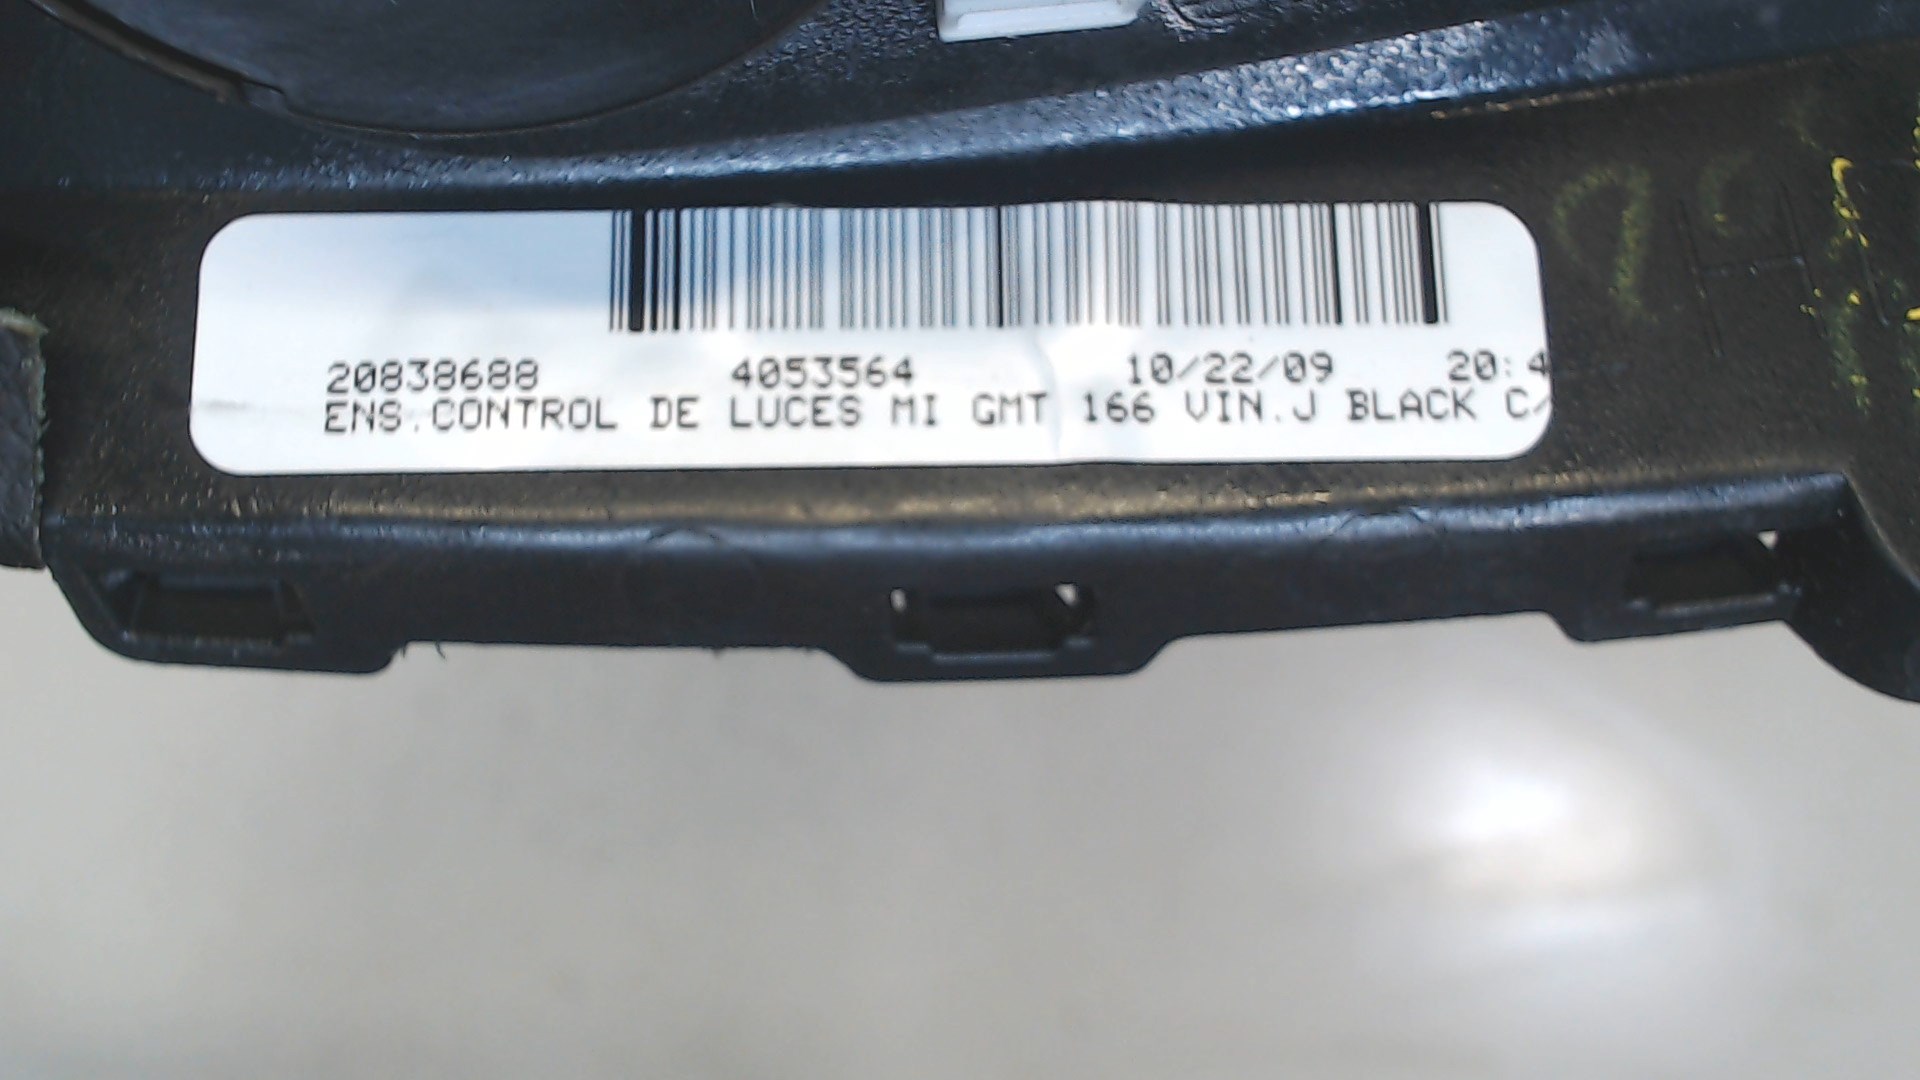 20838688 4053564 10/22/09 20:4
ENS.CONTROL DE LUCES MI GMT 166 VIN.J BLACK C/